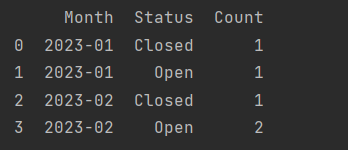 Month Status Count
0 2023-01 Closed 1
1 2023-01 Open 1
2 2023-02 Closed 1
3 2023-02 Open 2